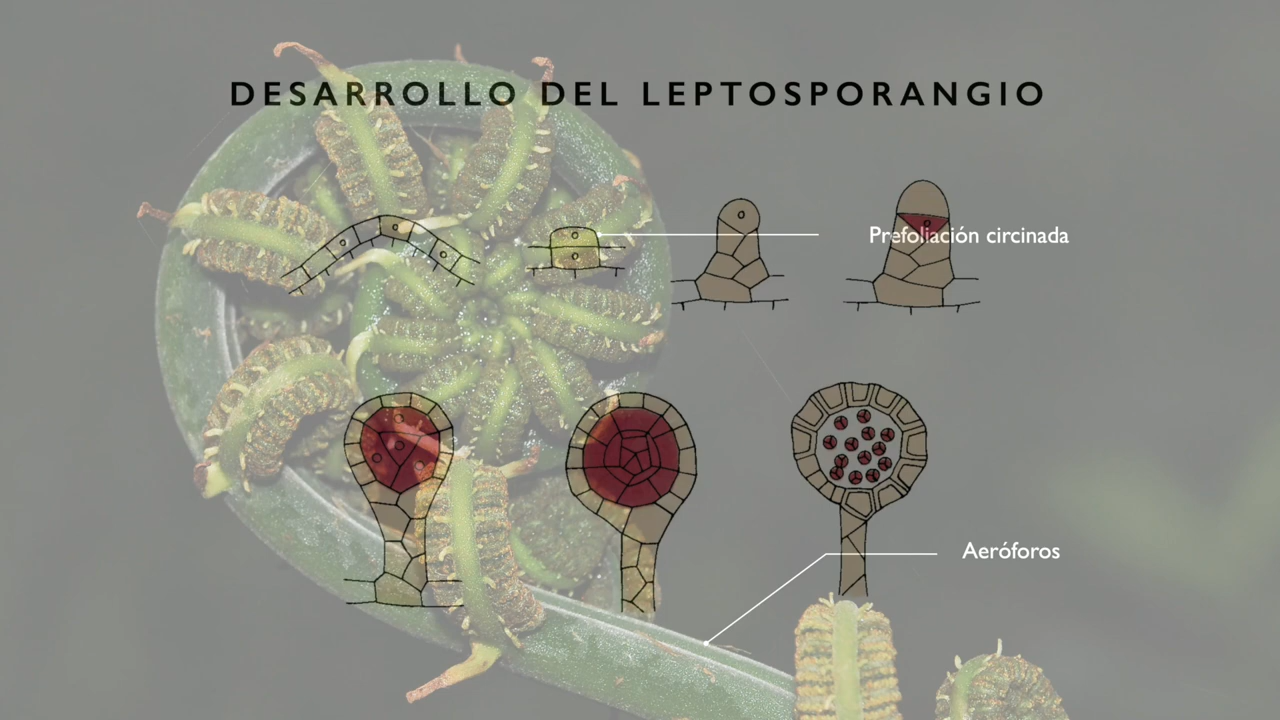 DESARROLLO DEL LEPTOSPORANGIO
Prefoliación circinada
Aeróforos